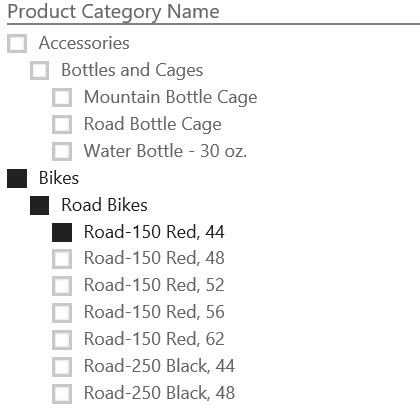 Product Category Name
Accessories
Bottles and Cages
Mountain Bottle Cage
Road Bottle Cage
Water Bottle - 30 oz.
Bikes
Road Bikes
Road-150 Red, 44
Road-150 Red, 48
Road-150 Red, 52
Road-150 Red, 56
Road-150 Red, 62
Road-250 Black, 44
Road-250 Black, 48